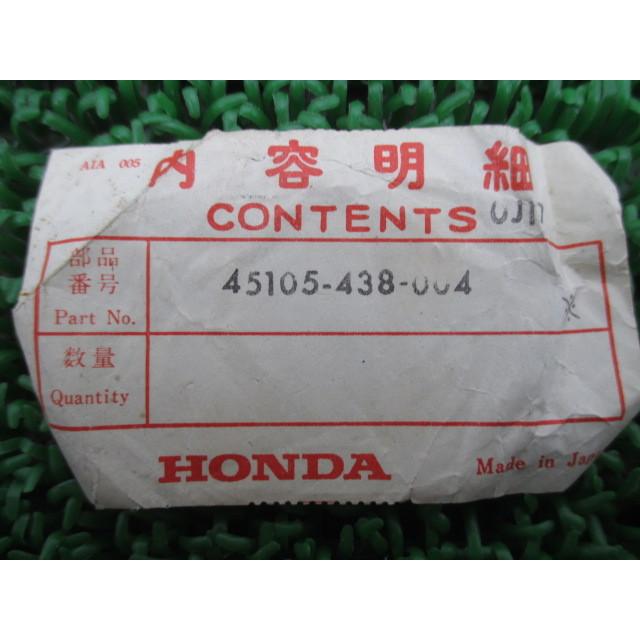 AIA 005
内容明細
CONTENTS
部品
番号
Part No.
45105-438-004
数量
Quantity
HONDA
Made in Japa